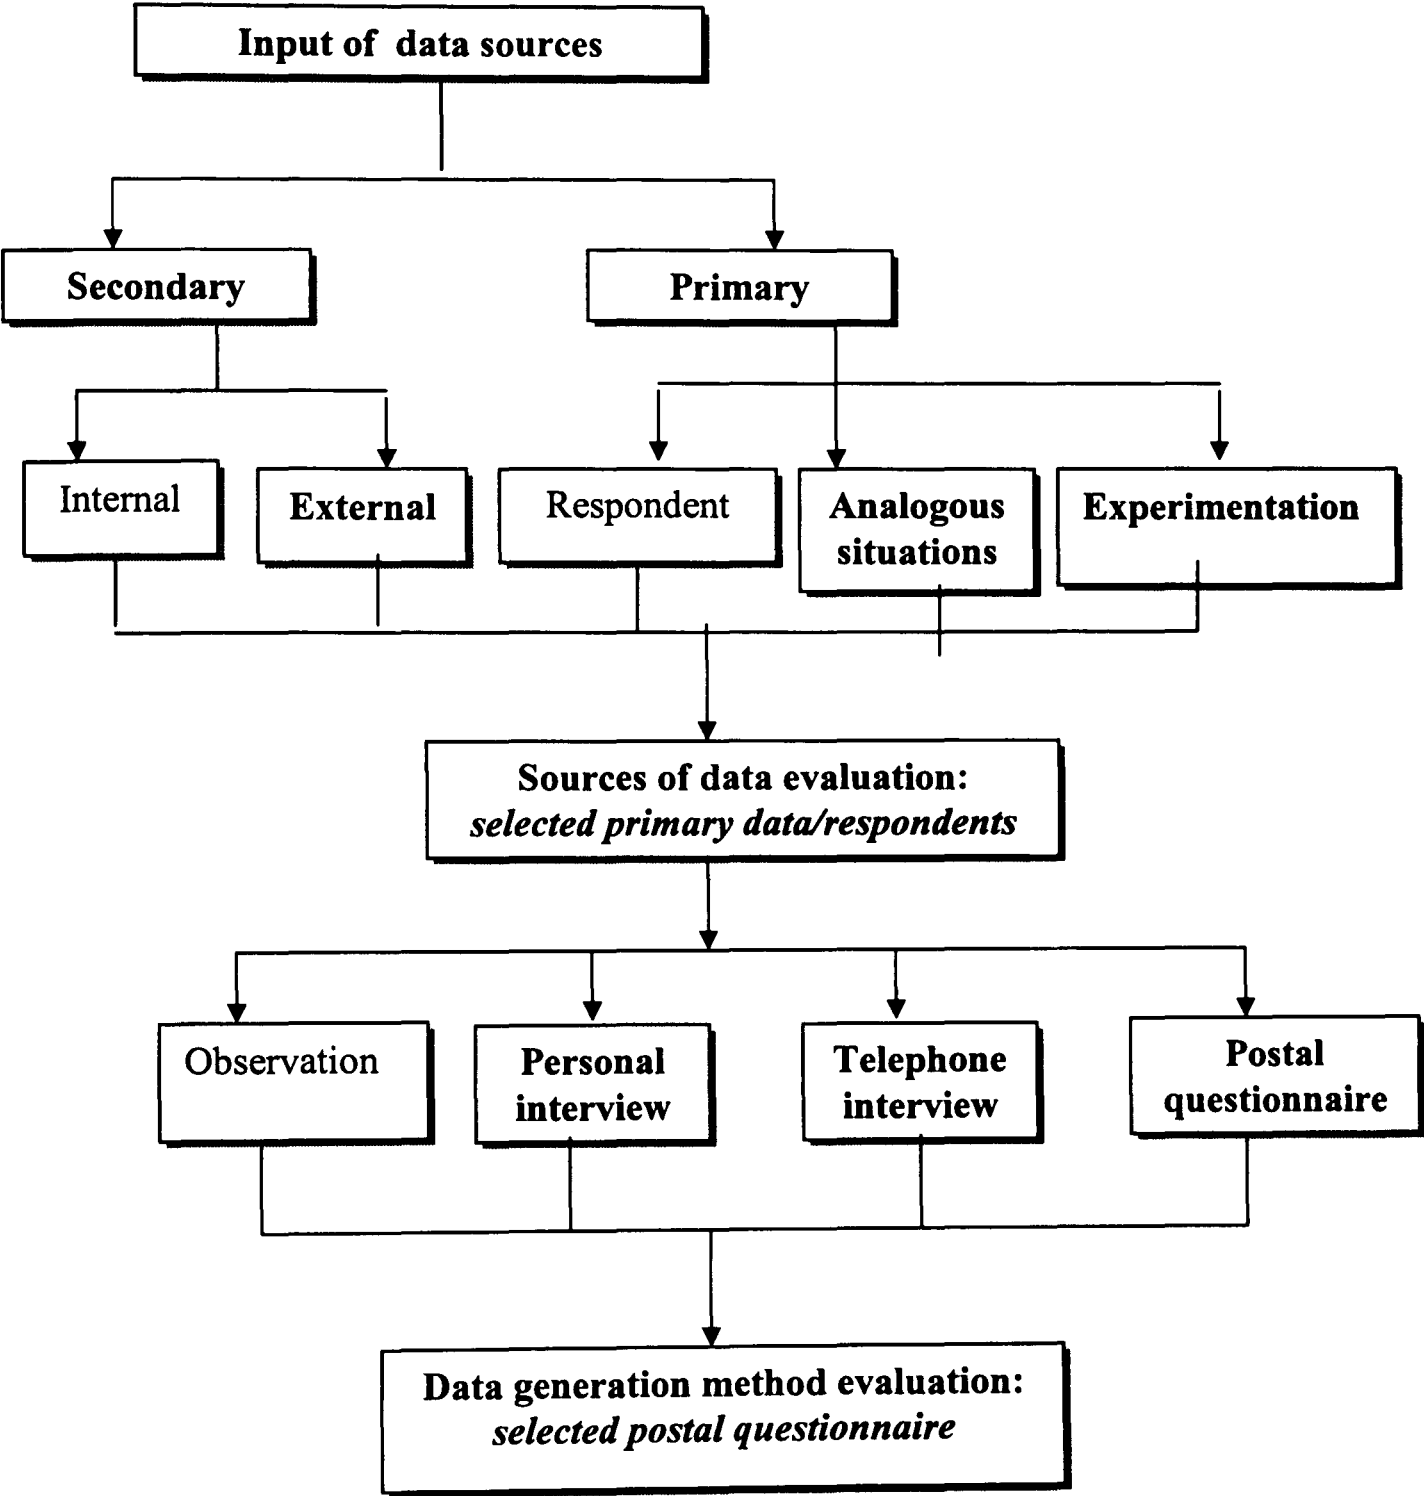 Input of data sources
Secondary
Primary
Internal
External
Respondent
Analogous
situations
Experimentation
Sources of data evaluation:
selected primary data/respondents
Observation
Personal
interview
Telephone
interview
Postal
questionnaire
Data generation method evaluation:
selected postal questionnaire